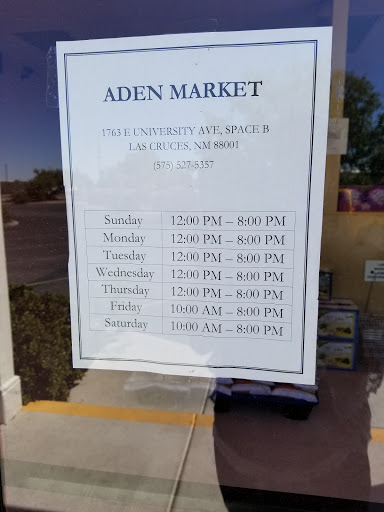 ADEN MARKET
1763 E UNIVERSITY AVE, SPACE B
LAS CRUCES, NM 88001
(575) 527-5357
Sunday 12:00 PM – 8:00 PM
Monday 12:00 PM – 8:00 PM
Tuesday 12:00 PM – 8:00 PM
Wednesday 12:00 PM – 8:00 PM
Thursday 12:00 PM – 8:00 PM
Friday 10:00 AM – 8:00 PM
Saturday 10:00 AM – 8:00 PM